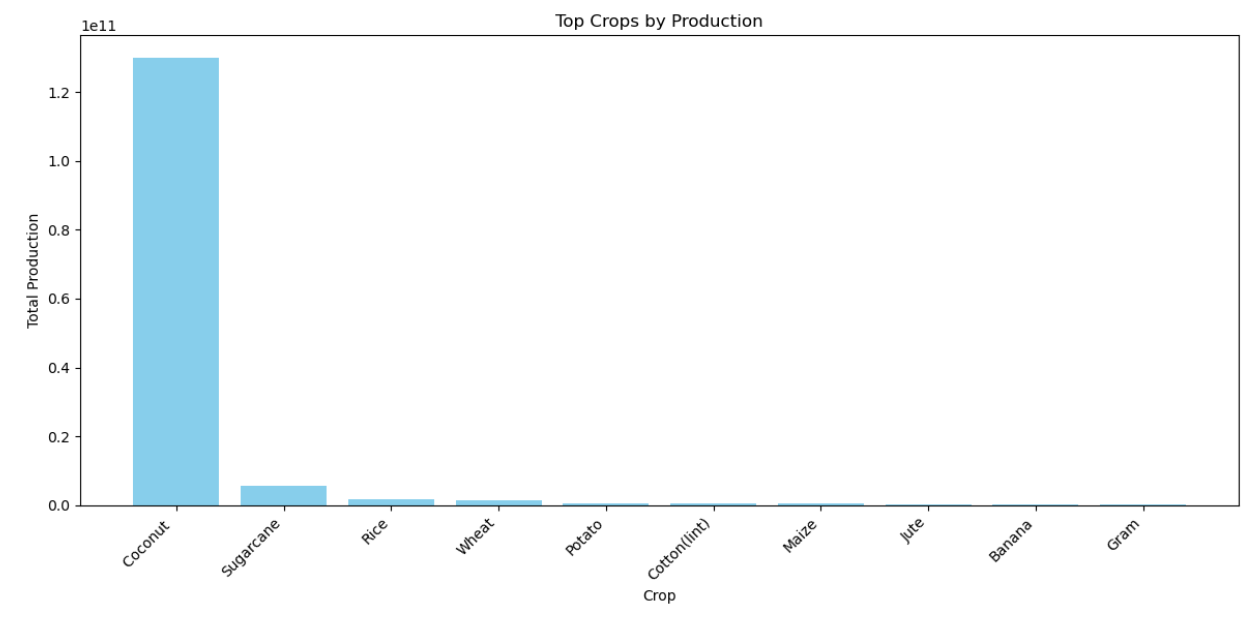 Top Crops by Production
1e11
1.2
1.0
0.8
0.6
0.4
0.2
0.0
Total Production
Coconut
Sugarcane
Rice
Wheat
Potato
Cotton(lint)
Maize
Jute
Banana
Gram
Crop